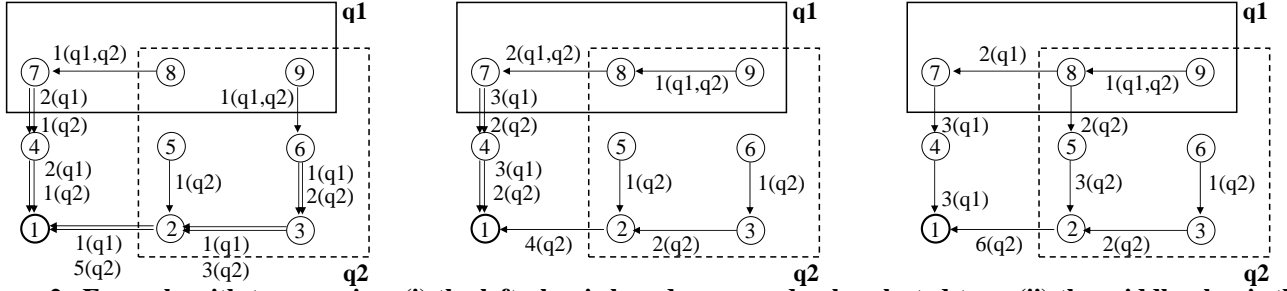 q1
1(q1,q2)
7
8
9
2(q1)
1(q1,q2)
1(q2)
4
5
6
2(q1)
1(q2)
1(q2)
1(q1)
2(q2)
1
2
3
1(q1)
5(q2)
1(q1)
3(q2)
q2
q1
2(q1,q2)
7
8
9
1(q1,q2)
3(q1)
2(q2)
4
5
6
3(q1)
2(q2)
1(q2)
1(q2)
1
2
3
4(q2)
2(q2)
q2
q1
2(q1)
7
8
9
1(q1,q2)
3(q1)
2(q2)
4
5
6
3(q1)
3(q2)
1(q2)
1
2
3
6(q2)
2(q2)
q2